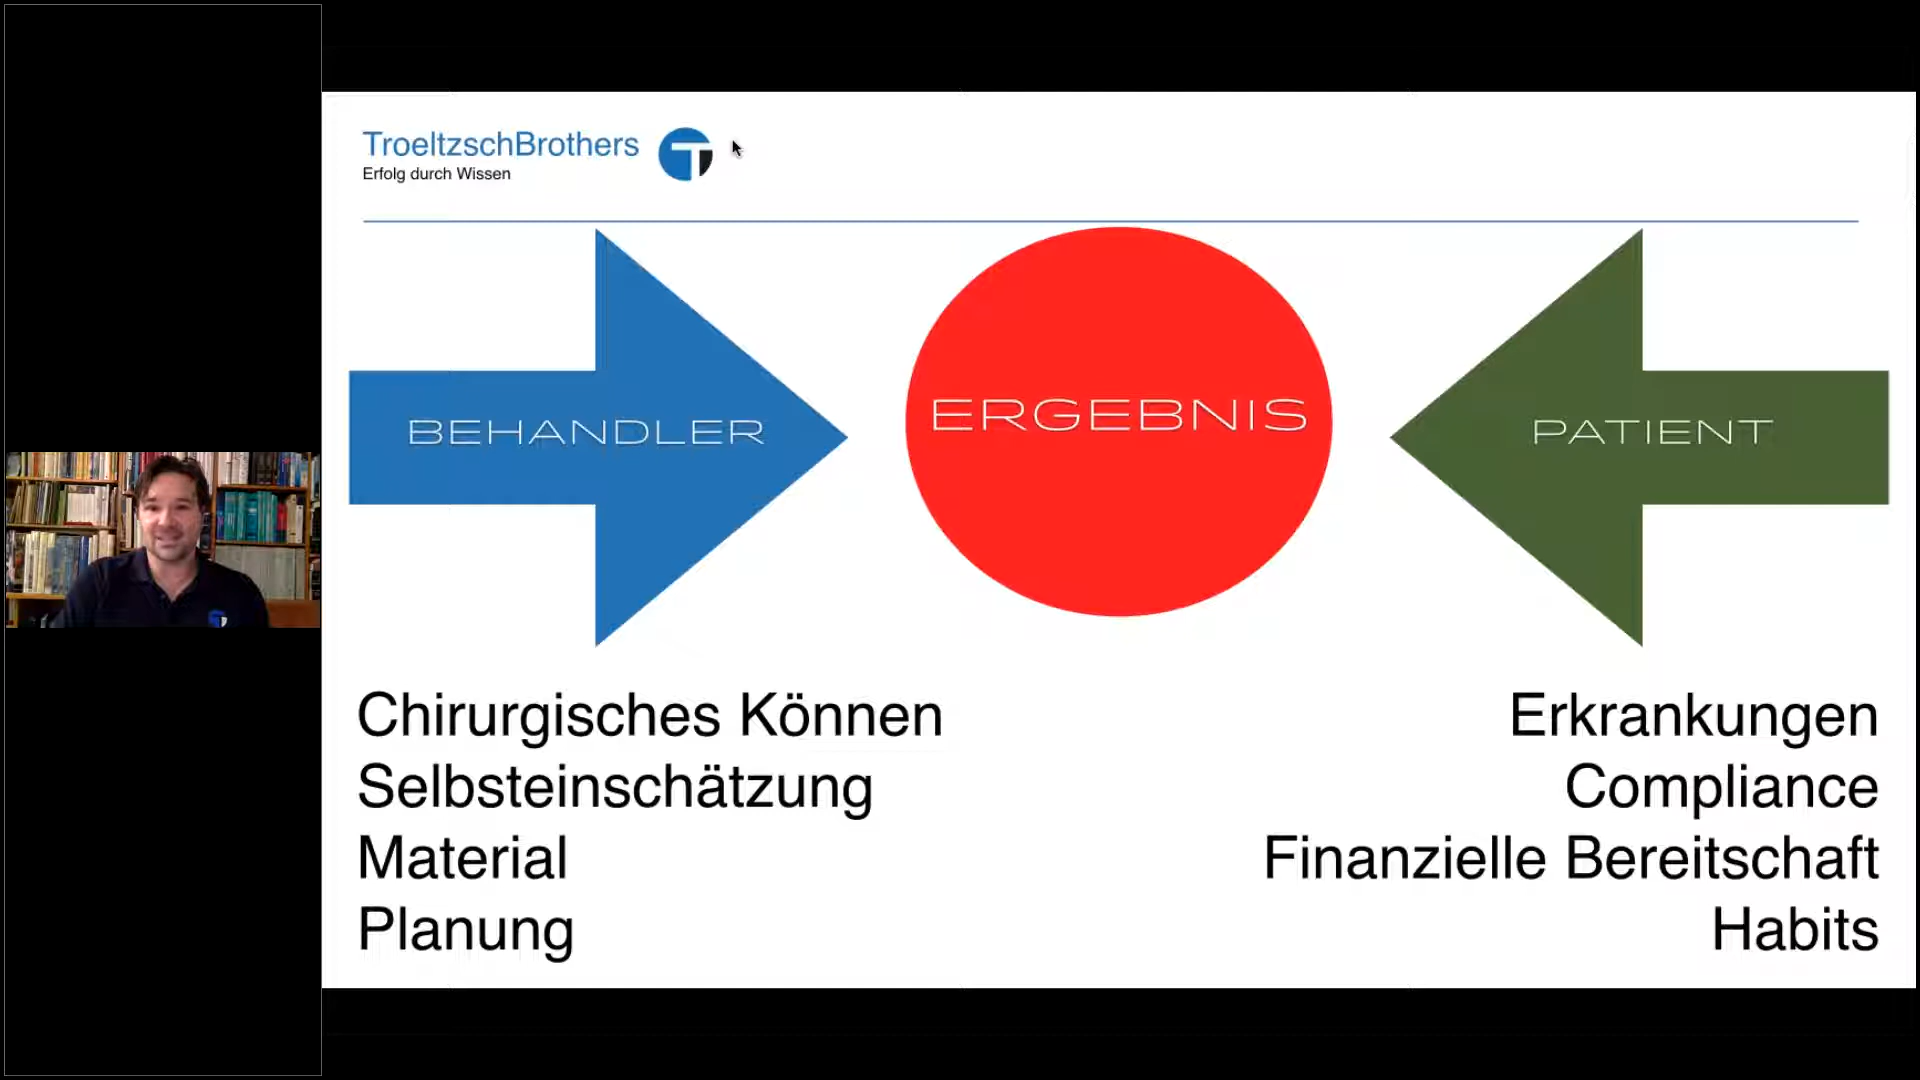 TroeltzschBrothers
Erfolg durch Wissen
BEHANDLER
ERGEBNIS
PATIENT
Chirurgisches Können
Selbsteinschätzung
Material
Planung
Erkrankungen
Compliance
Finanzielle Bereitschaft
Habits